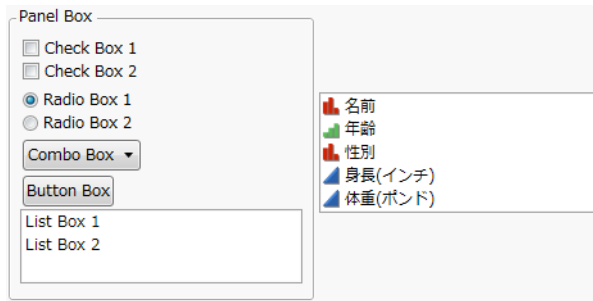 Panel Box
Check Box 1
Check Box 2
Radio Box 1
Radio Box 2
Combo Box
Button Box
List Box 1
List Box 2
名前
年齢
性別
身長(インチ)
体重(ポンド)